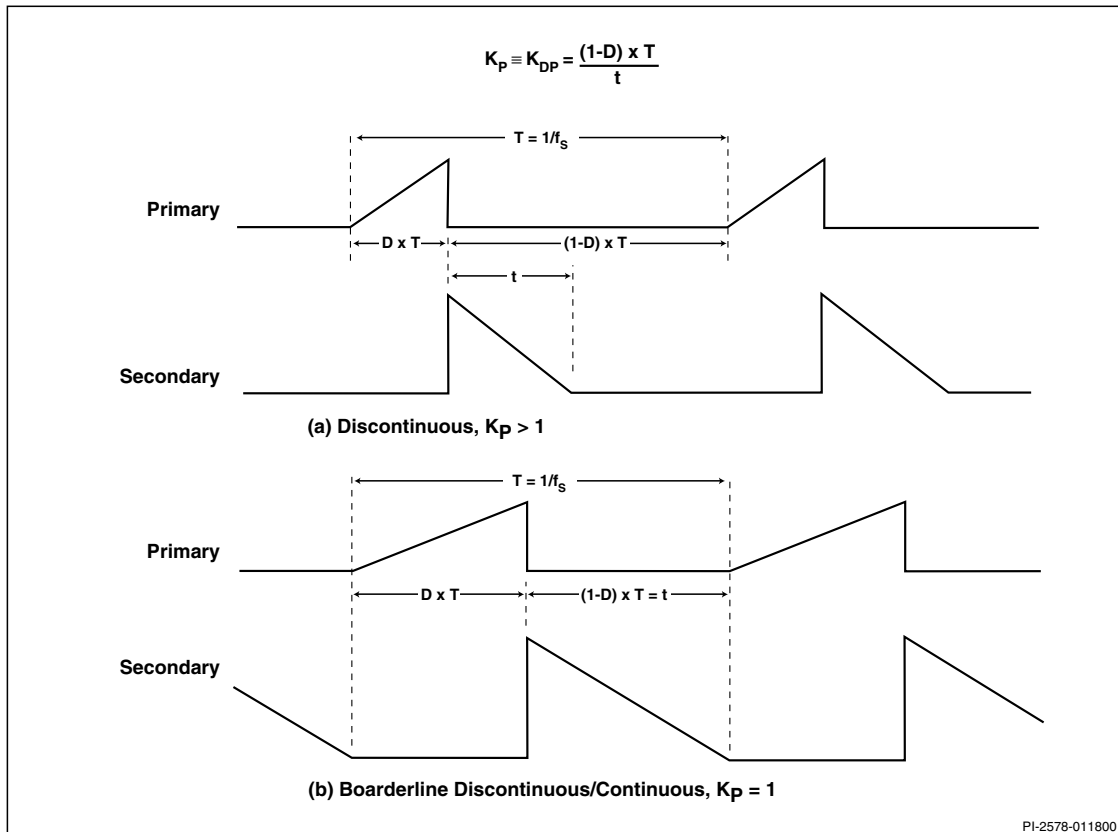 K_P ≡ K_DP = (1-D) x T / t
T = 1/f_S
Primary
D x T
(1-D) x T
t
Secondary
(a) Discontinuous, K_P > 1
T = 1/f_S
Primary
D x T
(1-D) x T = t
Secondary
(b) Boarderline Discontinuous/Continuous, K_P = 1
PI-2578-011800